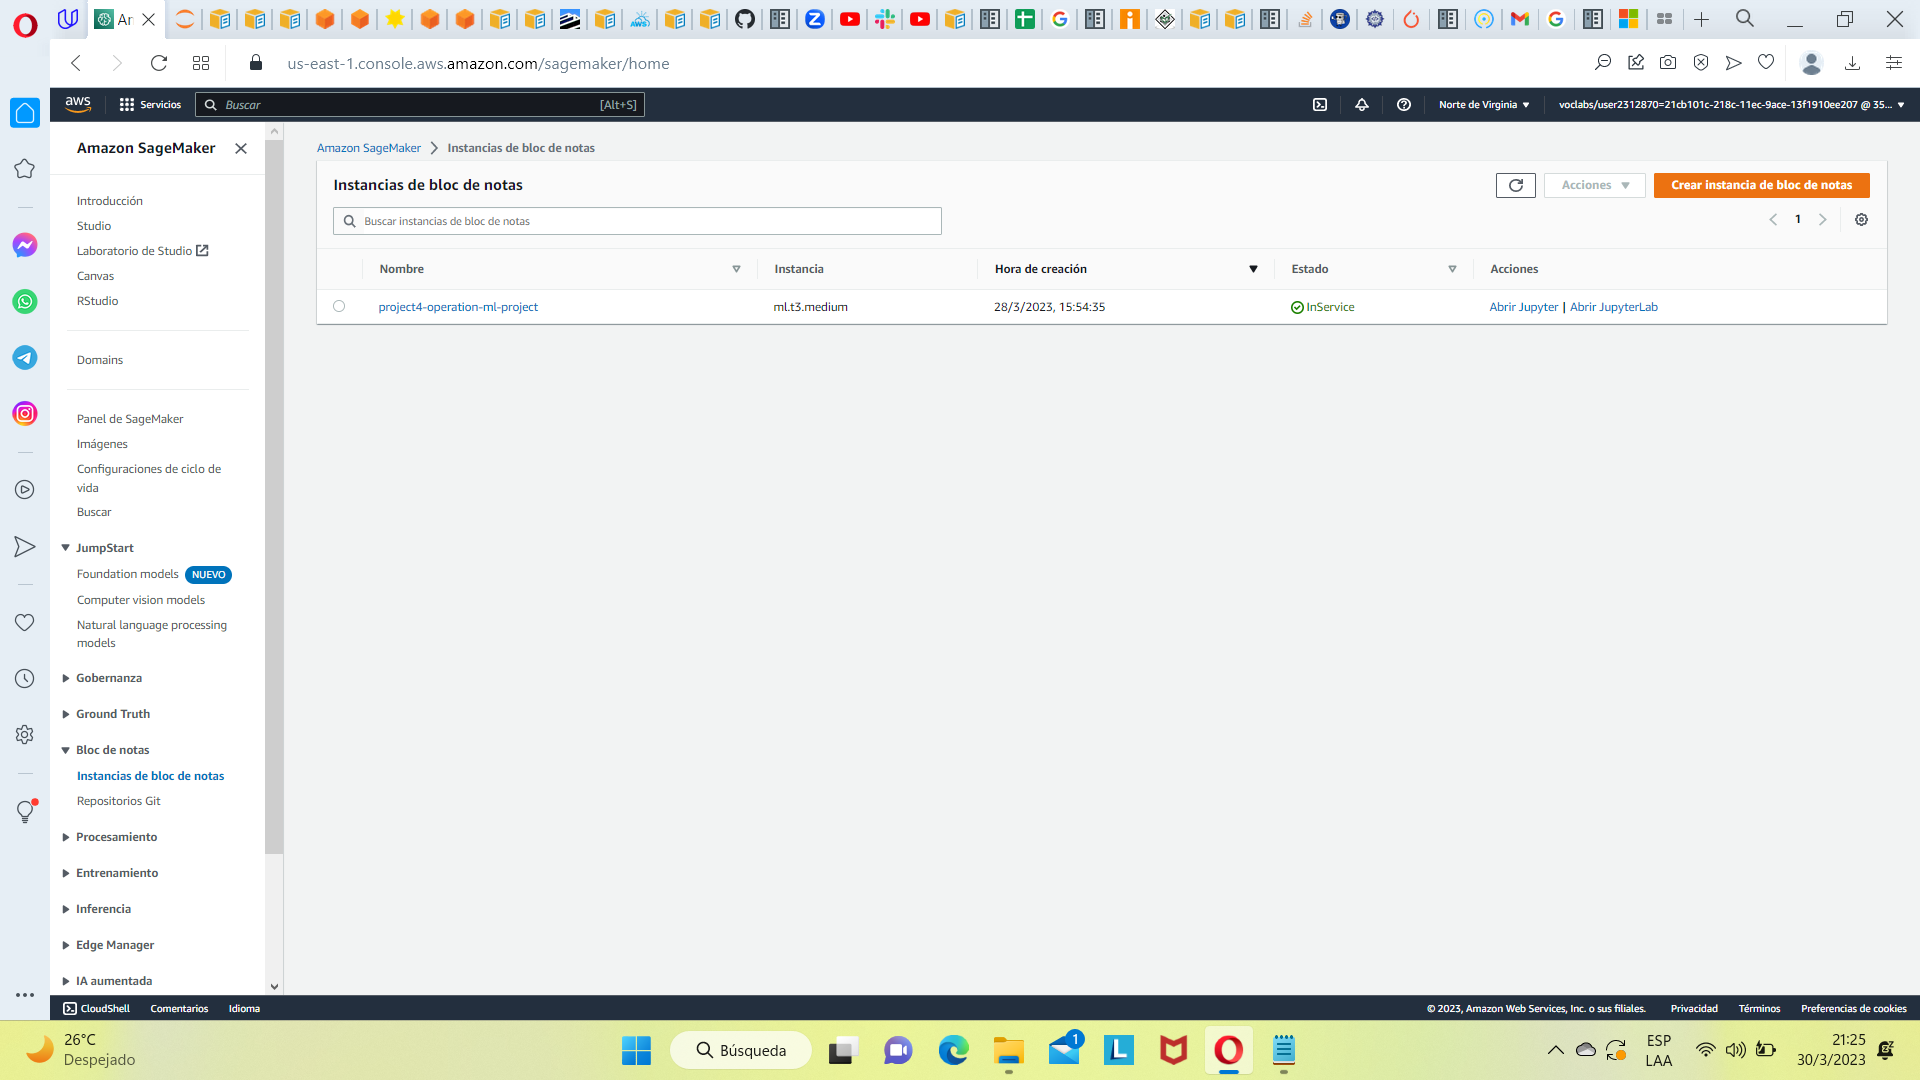 Ar
us-east-1.console.aws.amazon.com/sagemaker/home
aws
Servicios
Buscar
[Alt+S]
Norte de Virginia
voclabs/user2312870=21cb101c-218c-11ec-9ace-13f1910ee207 @ 35...
Amazon SageMaker
Introducción
Studio
Laboratorio de Studio
Canvas
RStudio
Domains
Panel de SageMaker
Imágenes
Configuraciones de ciclo de
vida
Buscar
JumpStart
Foundation models NUEVO
Computer vision models
Natural language processing
models
Gobernanza
Ground Truth
Bloc de notas
Instancias de bloc de notas
Repositorios Git
Procesamiento
Entrenamiento
Inferencia
Edge Manager
IA aumentada
Amazon SageMaker > Instancias de bloc de notas
Instancias de bloc de notas
Acciones
Crear instancia de bloc de notas
Buscar instancias de bloc de notas
1
Nombre Instancia Hora de creación Estado Acciones
project4-operation-ml-project ml.t3.medium 28/3/2023, 15:54:35 InService Abrir Jupyter | Abrir JupyterLab
CloudShell Comentarios Idioma
© 2023, Amazon Web Services, Inc. o sus filiales. Privacidad Términos Preferencias de cookies
26°C
Despejado
Búsqueda
1
ESP
LAA
21:25
30/3/2023